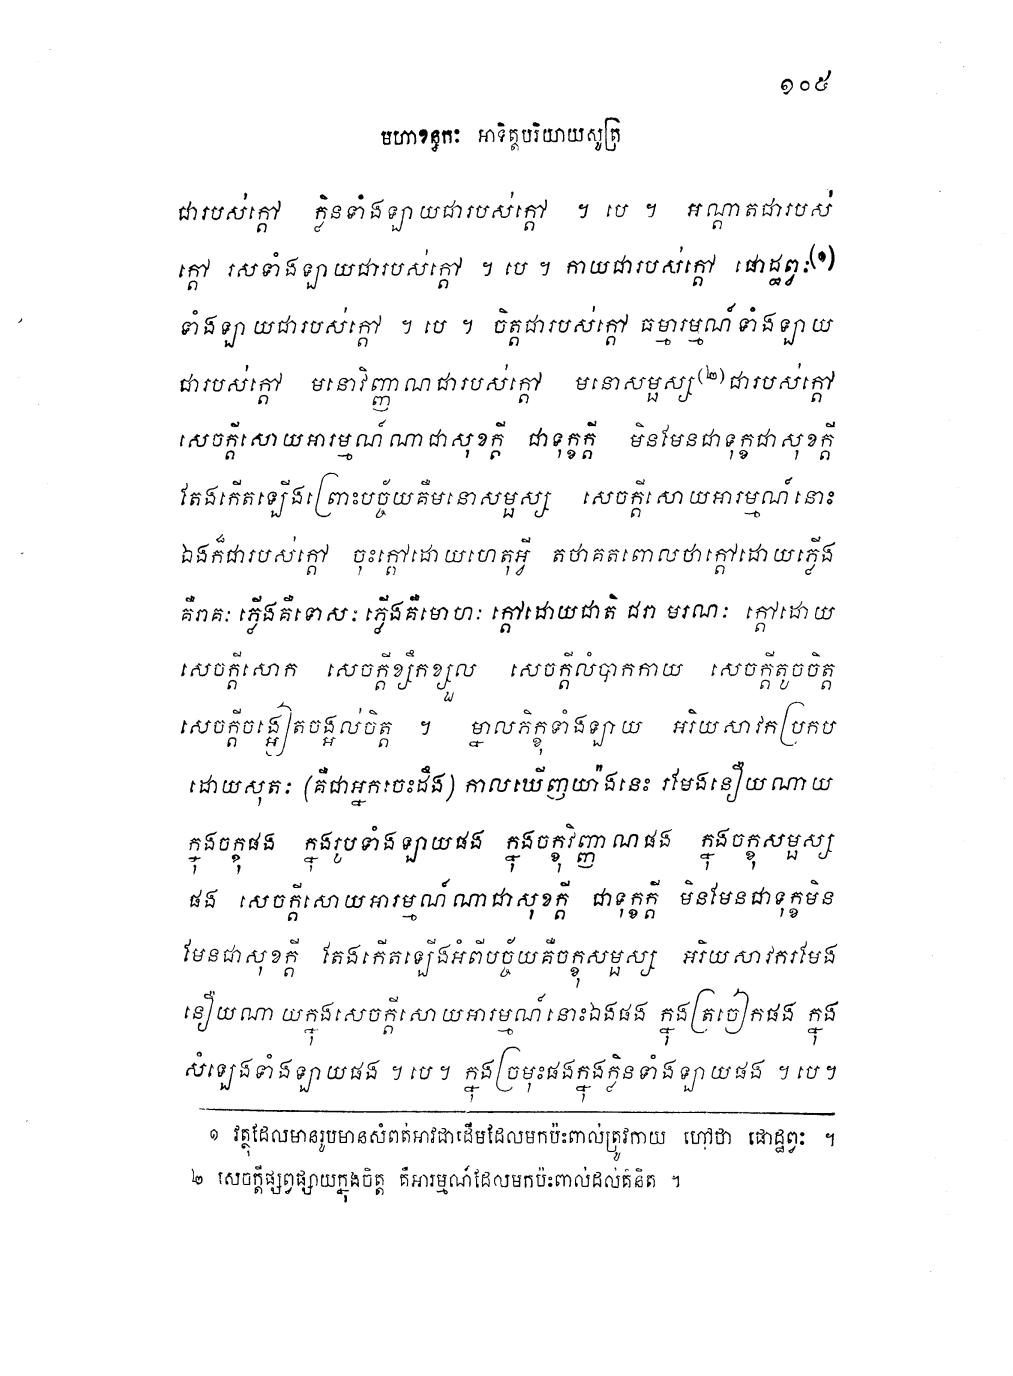 ១០៥
មហាខន្ធកៈ អាទិត្តបរិយាយសូត្រ
ជារបស់ក្តៅ ក្លិនទាំងឡាយជារបស់ក្តៅ ។ បេ ។ អណ្តាតជារបស់
ក្តៅ រសទាំងឡាយជារបស់ក្តៅ ។ បេ ។ កាយជារបស់ក្តៅ ផោដ្ឋព្វៈ(១)
ទាំងឡាយជារបស់ក្តៅ ។ បេ ។ ចិត្តជារបស់ក្តៅ ធម្មារម្មណ៍ទាំងឡាយ
ជារបស់ក្តៅ មនោវិញ្ញាណជារបស់ក្តៅ មនោសម្ផស្ស(២)ជារបស់ក្តៅ
សេចក្តីសោយអារម្មណ៍ណាជាសុខក្តី ជាទុក្ខក្តី មិនមែនជាទុក្ខជាសុខក្តី
តែងកើតឡើងព្រោះបច្ច័យគឺមនោសម្ផស្ស សេចក្តីសោយអារម្មណ៍នោះ
ឯងក៏ជារបស់ក្តៅ ចុះក្តៅដោយហេតុអ្វី តថាគតពោលថាក្តៅដោយភ្លើង
គឺរាគៈ ភ្លើងគឺទោសៈ ភ្លើងគឺមោហៈ ក្តៅដោយជាតិ ជរា មរណៈ ក្តៅដោយ
សេចក្តីសោក សេចក្តីខ្សឹកខ្សួល សេចក្តីលំបាកកាយ សេចក្តីតូចចិត្ត
សេចក្តីចង្អៀតចង្អល់ចិត្ត ។ ម្នាលភិក្ខុទាំងឡាយ អរិយសាវកប្រកប
ដោយសុតៈ (គឺជាអ្នកចេះដឹង) កាលឃើញយ៉ាងនេះ រមែងនឿយណាយ
ក្នុងចក្ខុផង ក្នុងរូបទាំងឡាយផង ក្នុងចក្ខុវិញ្ញាណផង ក្នុងចក្ខុសម្ផស្ស
ផង សេចក្តីសោយអារម្មណ៍ណាជាសុខក្តី ជាទុក្ខក្តី មិនមែនជាទុក្ខមិន
មែនជាសុខក្តី តែងកើតឡើងអំពីបច្ច័យគឺចក្ខុសម្ផស្ស អរិយសាវករមែង
នឿយណាយក្នុងសេចក្តីសោយអារម្មណ៍នោះឯងផង ក្នុងត្រចៀកផង ក្នុង
សំឡេងទាំងឡាយផង ។ បេ ។ ក្នុងច្រមុះផងក្នុងក្លិនទាំងឡាយផង ។ បេ ។
១ វត្ថុដែលមានរូបមានសំពត់អាវជាដើមដែលមកប៉ះពាល់ត្រូវកាយ ហៅថា ផោដ្ឋព្វៈ ។
២ សេចក្តីផ្សព្វផ្សាយក្នុងចិត្ត គឺអារម្មណ៍ដែលមកប៉ះពាល់ដល់គំនិត ។